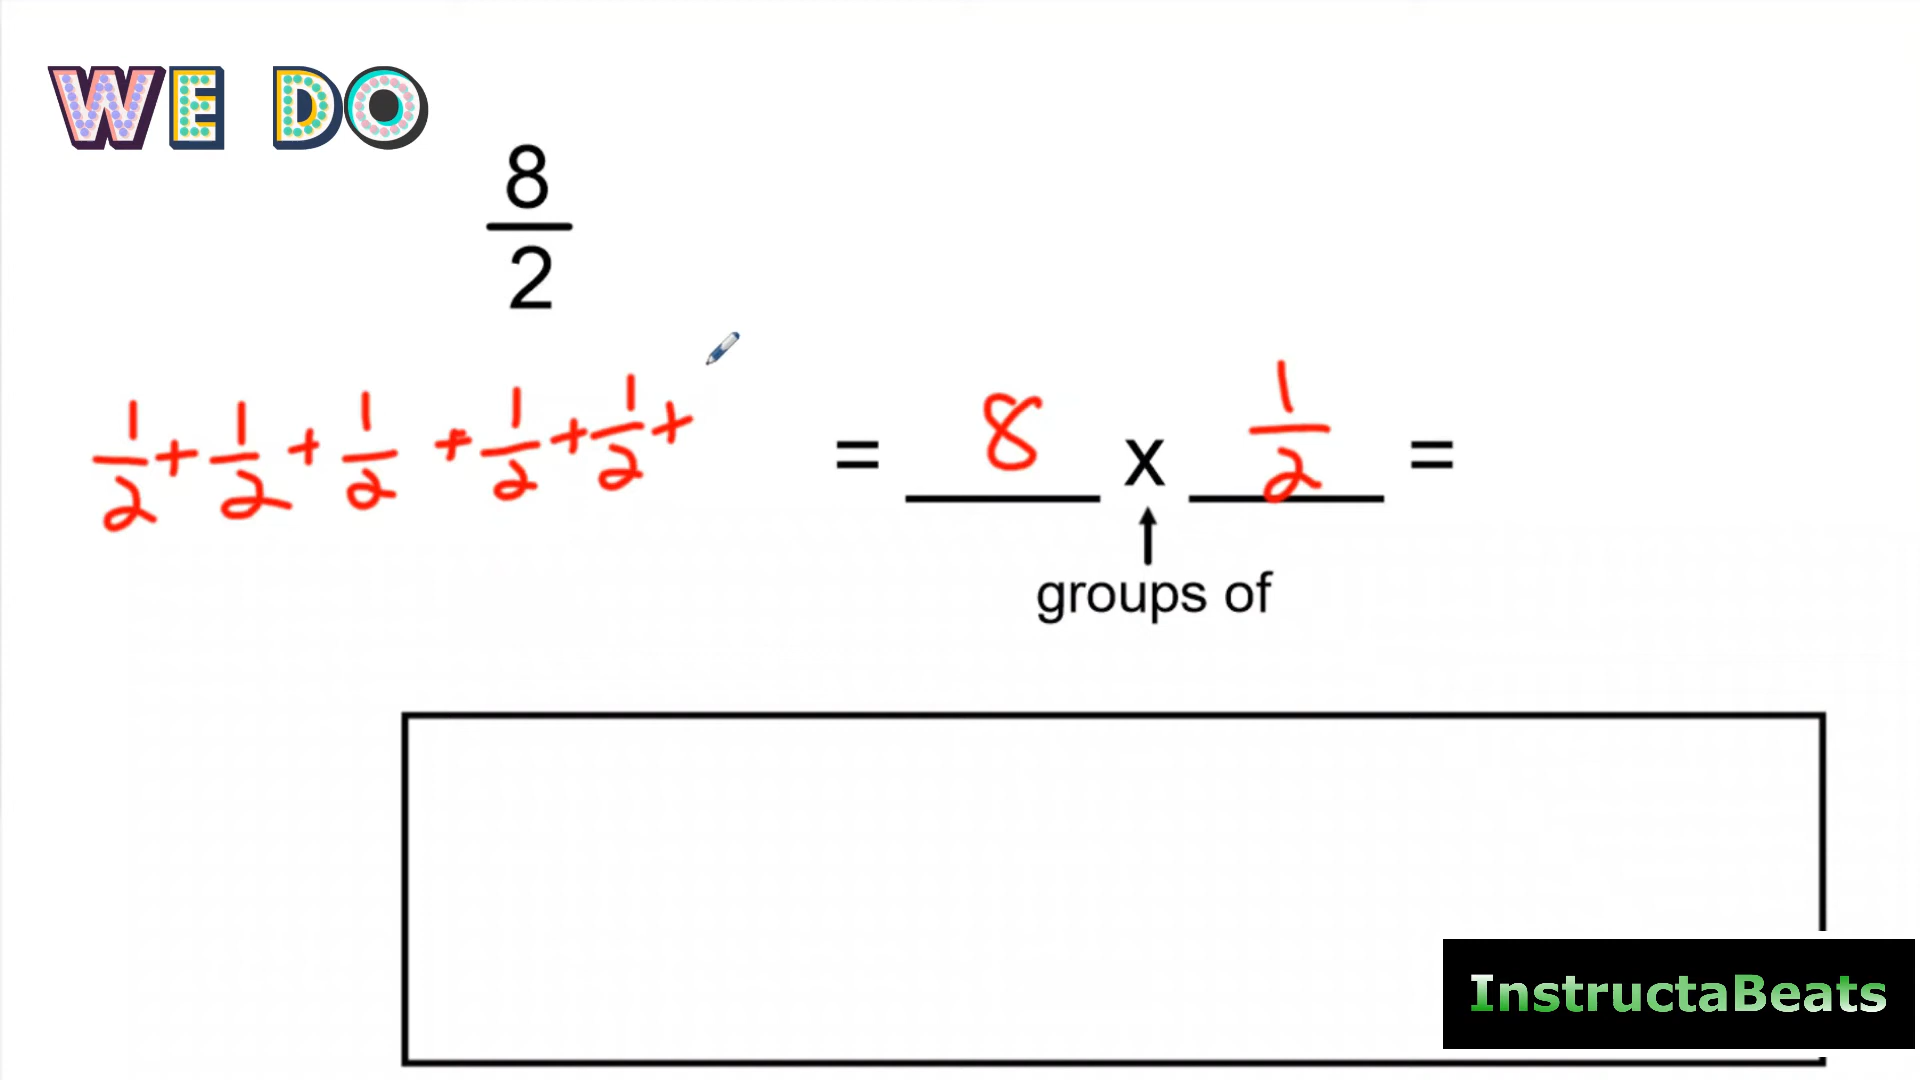 WE DO
8
2
1/2 + 1/2 + 1/2 + 1/2 + 1/2 + = 8 x 1/2 =
groups of
InstructaBeats